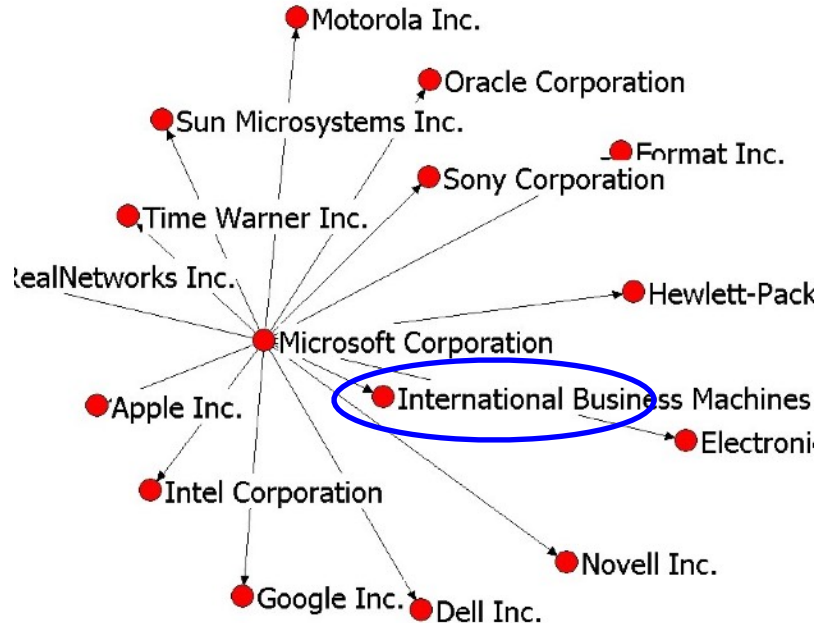 Motorola Inc.
Oracle Corporation
Sun Microsystems Inc.
Format Inc.
Sony Corporation
Time Warner Inc.
RealNetworks Inc.
Hewlett-Pack
Microsoft Corporation
International Business Machines
Apple Inc.
Electroni
Intel Corporation
Novell Inc.
Google Inc.
Dell Inc.